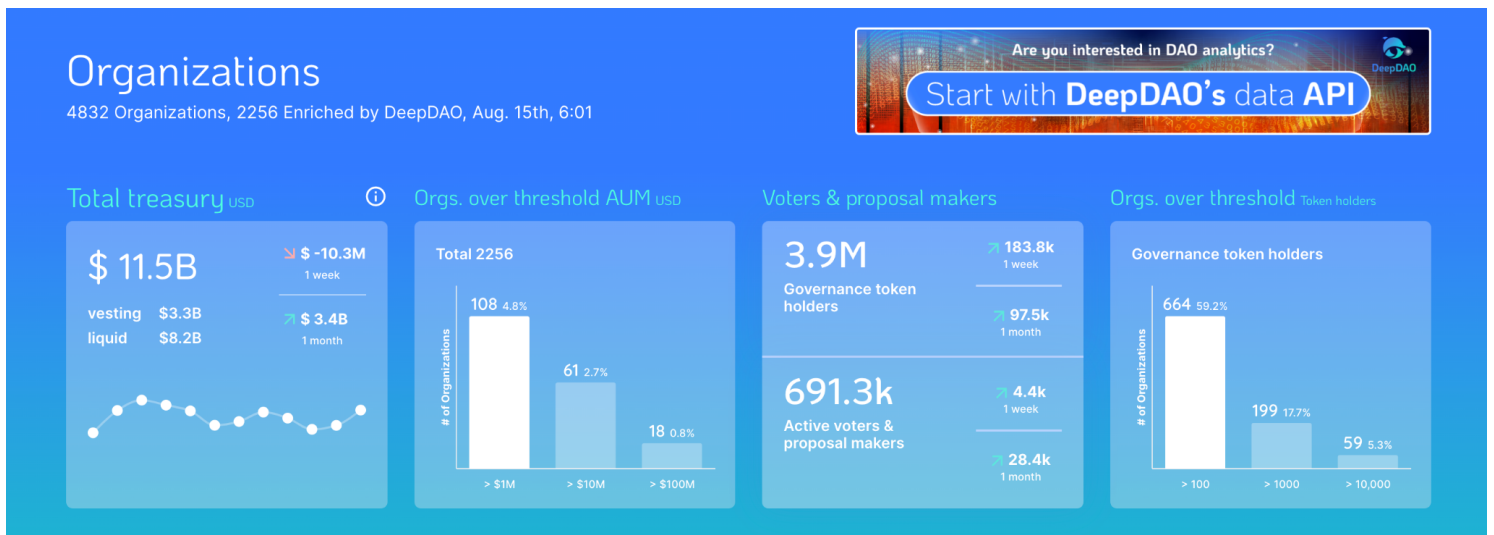 Organizations
4832 Organizations, 2256 Enriched by DeepDAO, Aug. 15th, 6:01
Are you interested in DAO analytics?
Start with DeepDAO's data API
DeepDAO
Total treasury USD
$ 11.5B
$ -10.3M
1 week
vesting $3.3B
liquid $8.2B
$ 3.4B
1 month
Orgs. over threshold AUM USD
Total 2256
# of Organizations
108 4.8%
61 2.7%
18 0.8%
> $1M > $10M > $100M
Voters & proposal makers
3.9M
Governance token
holders
183.8k
1 week
97.5k
1 month
691.3k
Active voters &
proposal makers
4.4k
1 week
28.4k
1 month
Orgs. over threshold Token holders
Governance token holders
# of Organizations
664 59.2%
199 17.7%
59 5.3%
> 100 > 1000 > 10,000